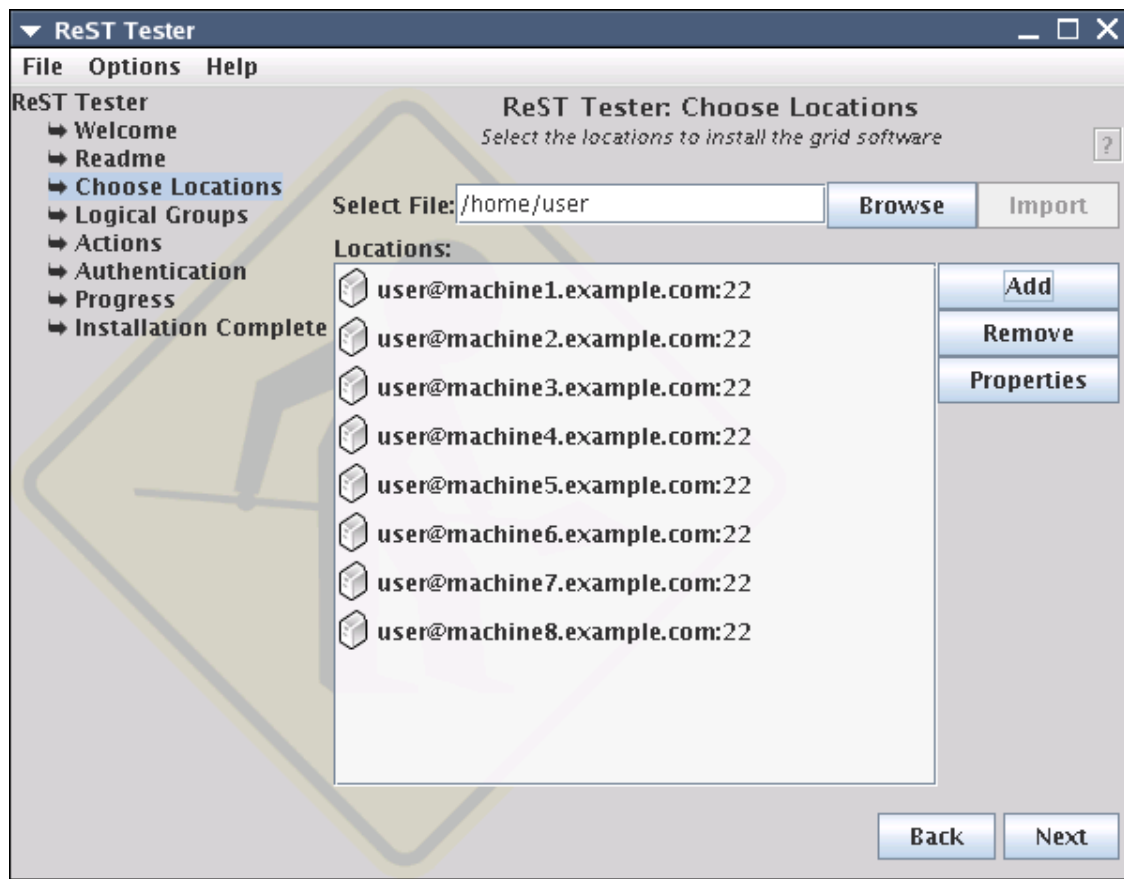 ReST Tester
File Options Help
ReST Tester
Welcome
Readme
Choose Locations
Logical Groups
Actions
Authentication
Progress
Installation Complete
ReST Tester: Choose Locations
Select the locations to install the grid software
?
Select File: /home/user Browse Import
Locations:
user@machine1.example.com:22
user@machine2.example.com:22
user@machine3.example.com:22
user@machine4.example.com:22
user@machine5.example.com:22
user@machine6.example.com:22
user@machine7.example.com:22
user@machine8.example.com:22
Add
Remove
Properties
Back Next